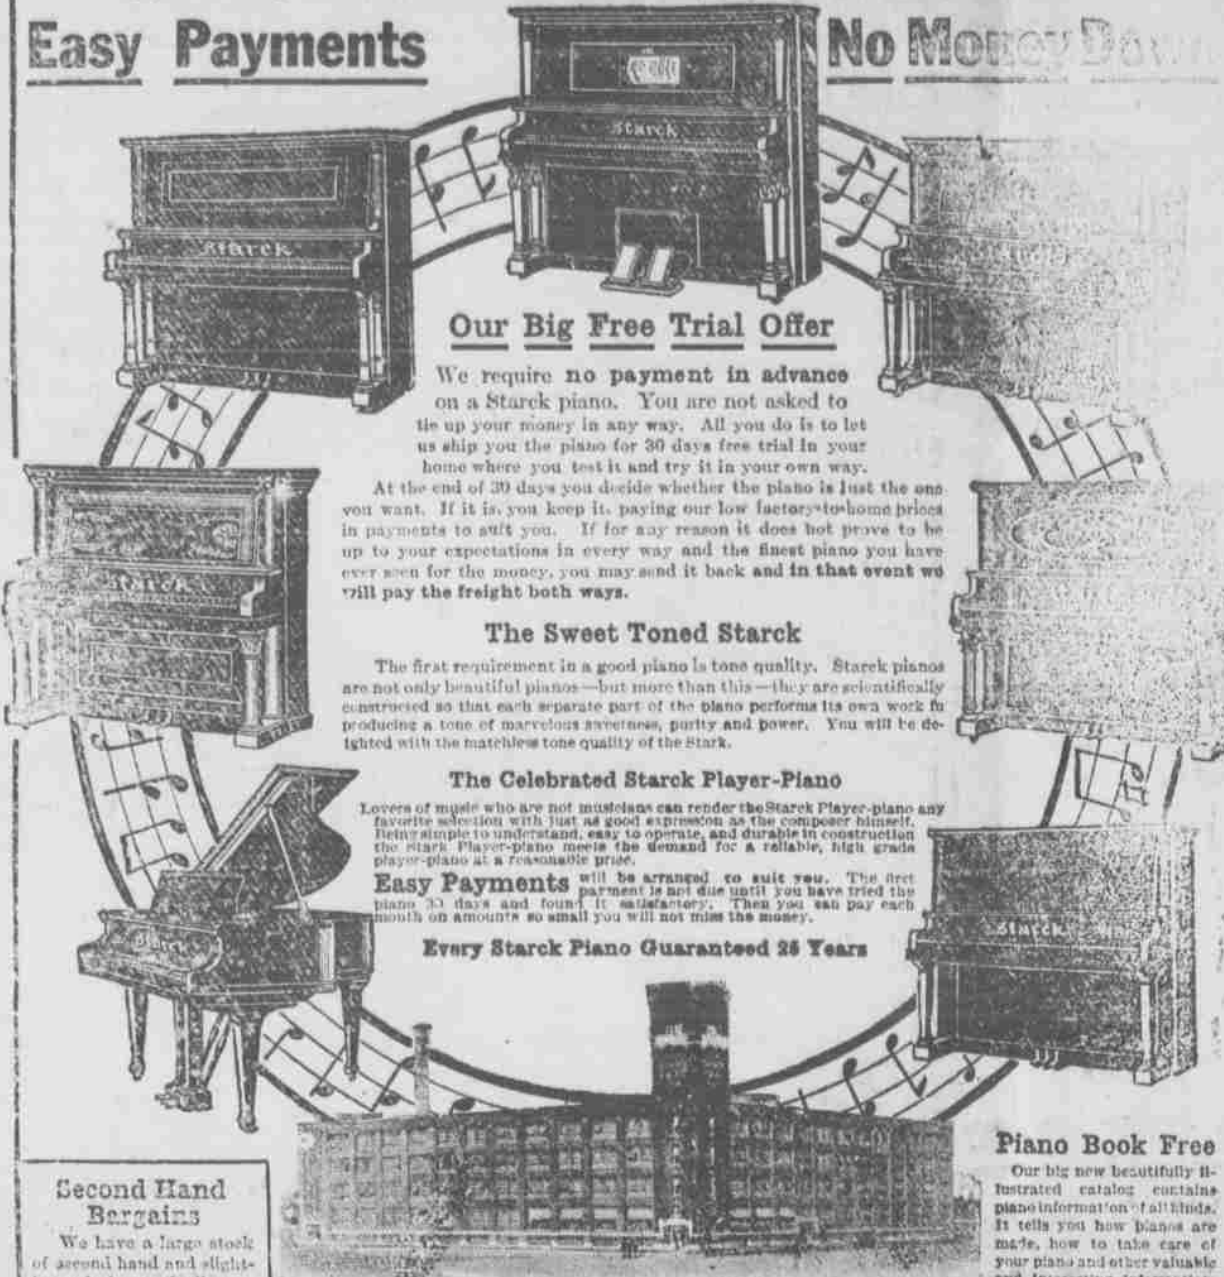 Easy Payments
No Money Down
Starck
Starck
Our Big Free Trial Offer
We require no payment in advance
on a Starck piano. You are not asked to
tie up your money in any way. All you do is to let
us ship you the piano for 30 days free trial in your
home where you test it and try it in your own way.
At the end of 30 days you decide whether the piano is just the one
you want. If it is, you keep it, paying our low factory-to-home prices
in payments to suit you. If for any reason it does not prove to be
up to your expectations in every way and the finest piano you have
ever seen for the money, you may send it back and in that event we
will pay the freight both ways.
Starck
The Sweet Toned Starck
The first requirement in a good piano is tone quality. Starck pianos
are not only beautiful pianos—but more than this—they are scientifically
constructed so that each separate part of the piano performs its own work in
producing a tone of marvelous sweetness, purity and power. You will be de-
ighted with the matchless tone quality of the Stark.
The Celebrated Starck Player-Piano
Lovers of music who are not musicians can render the Starck Player-piano any
favorite selection with just as good expression as the composer himself.
Being simple to understand, easy to operate, and durable in construction
the Stark Player-piano meets the demand for a reliable, high grade
player-piano at a reasonable price.
Easy Payments will be arranged to suit you. The first
payment is not due until you have tried the
piano 30 days and found it satisfactory. Then you can pay each
month on amounts so small you will not miss the money.
Starck
Starck
Every Starck Piano Guaranteed 25 Years
Second Hand
Bargains
We have a large stock
of second hand and slight-
Piano Book Free
Our big new beautifully il-
lustrated catalog contains
piano information of all kinds.
It tells you how pianos are
made, how to take care of
your piano and other valuable